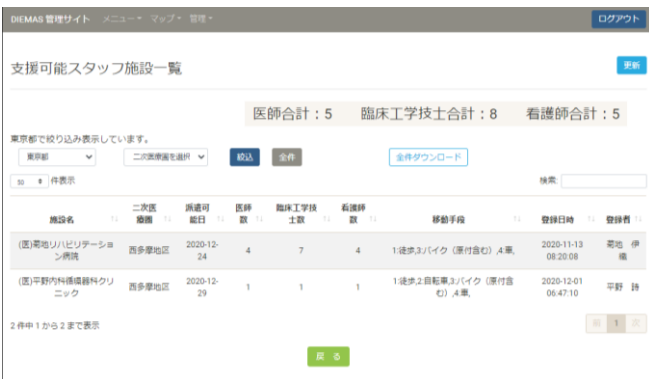 DIEMAS 管理サイト メニュー マップ 管理 ログアウト
支援可能スタッフ施設一覧 更新
医師合計：5 臨床工学技士合計：8 看護師合計：5
東京都で絞り込み表示しています。
東京都 二次医療圏を選択 絞込 全件 全件ダウンロード
50 件表示 検索:
施設名 二次医療圏 派遣可能日 医師数 臨床工学技士数 看護師数 移動手段 登録日時 登録者
(医)菊地リハビリテーション病院 西多摩地区 2020-12-24 4 7 4 1:徒歩,3:バイク（原付含む）,4:車, 2020-11-13 08:20:08 菊地 伊織
(医)平野内科循環器科クリニック 西多摩地区 2020-12-29 1 1 1 1:徒歩,2:自転車,3:バイク（原付含む）,4:車, 2020-12-01 06:47:10 平野 詩
2 件中 1 から 2 まで表示 前 1 次
戻 る